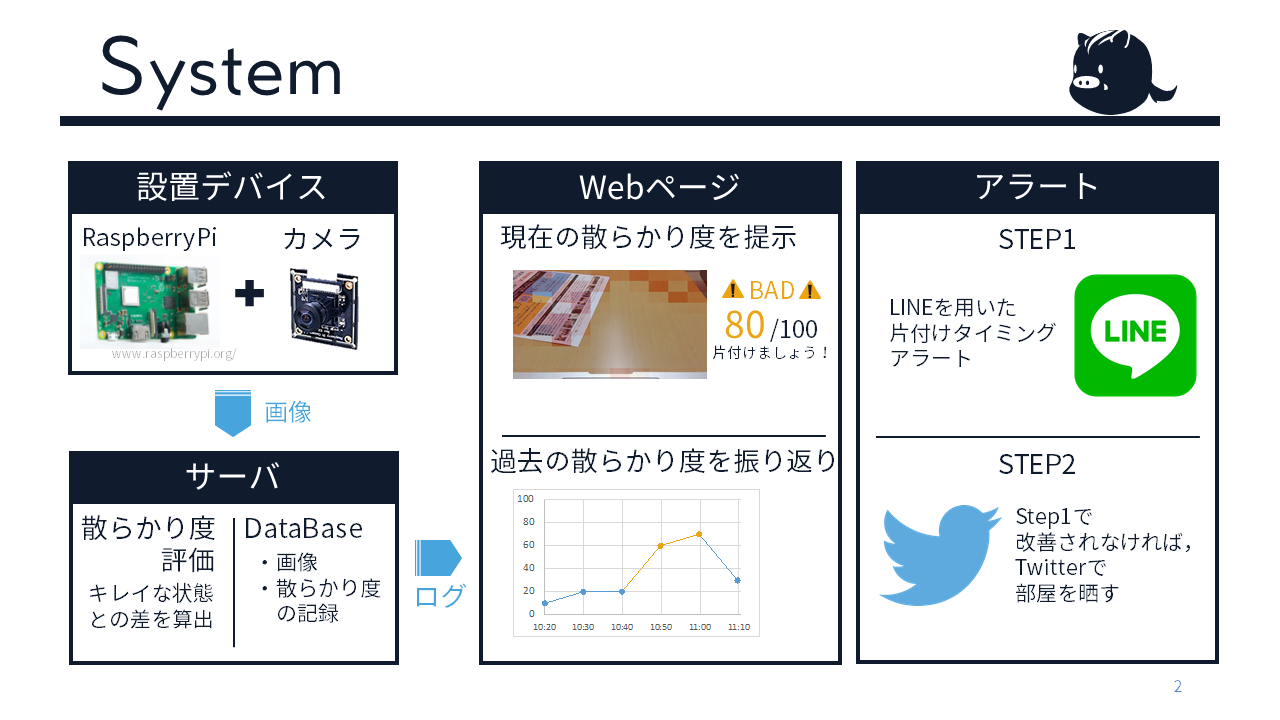 System
設置デバイス
RaspberryPi
カメラ
www.raspberrypi.org/
画像
サーバ
散らかり度
評価
キレイな状態
との差を算出
DataBase
・画像
・散らかり度
の記録
ログ
Webページ
現在の散らかり度を提示
BAD
80/100
片付けましょう！
過去の散らかり度を振り返り
100
80
60
40
20
0
10:20 10:30 10:40 10:50 11:00 11:10
アラート
STEP1
LINEを用いた
片付けタイミング
アラート
LINE
STEP2
Step1で
改善されなければ，
Twitterで
部屋を晒す
2